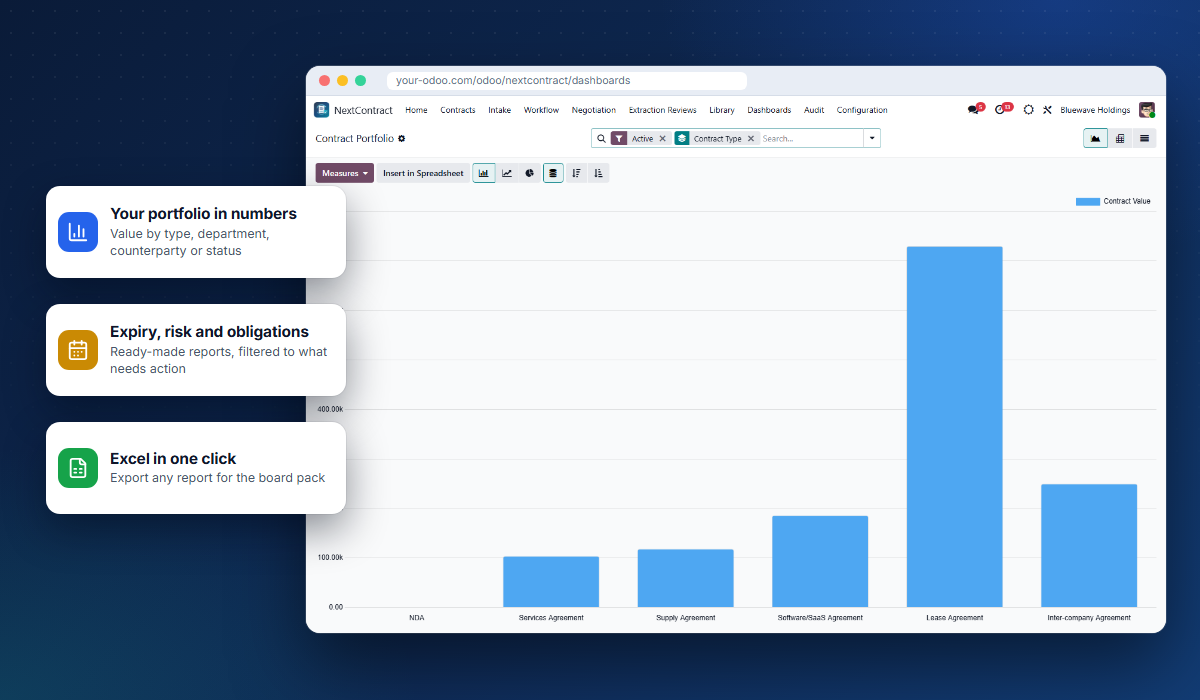 your-odoo.com/odoo/nextcontract/dashboards
NextContract Home Contracts Intake Workflow Negotiation Extraction Reviews Library Dashboards Audit Configuration Bluewave Holdings
Contract Portfolio Active Contract Type Search...
Measures Insert in Spreadsheet
Contract Value
Your portfolio in numbers
Value by type, department,
counterparty or status
Expiry, risk and obligations
Ready-made reports, filtered to what
needs action
Excel in one click
Export any report for the board pack
400.00k
100.00k
0.00
NDA Services Agreement Supply Agreement Software/SaaS Agreement Lease Agreement Inter-company Agreement